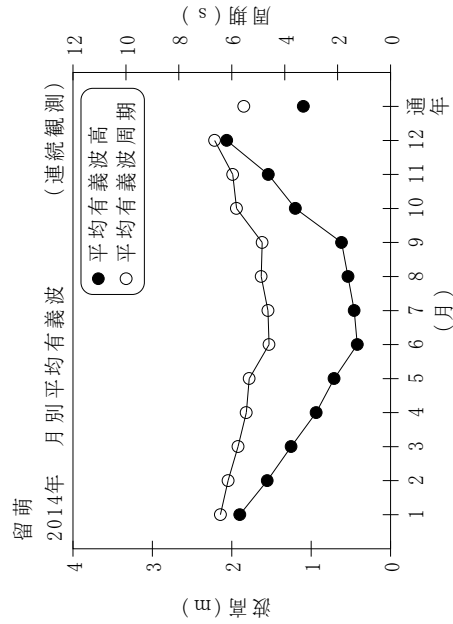 留萌
2014年 月別平均有義波 (連続観測)
平均有義波高
平均有義波周期
波高(m)
0 1 2 3 4
周期(s)
0 2 4 6 8 10 12
1 2 3 4 5 6 7 8 9 10 11 12 通年
(月)